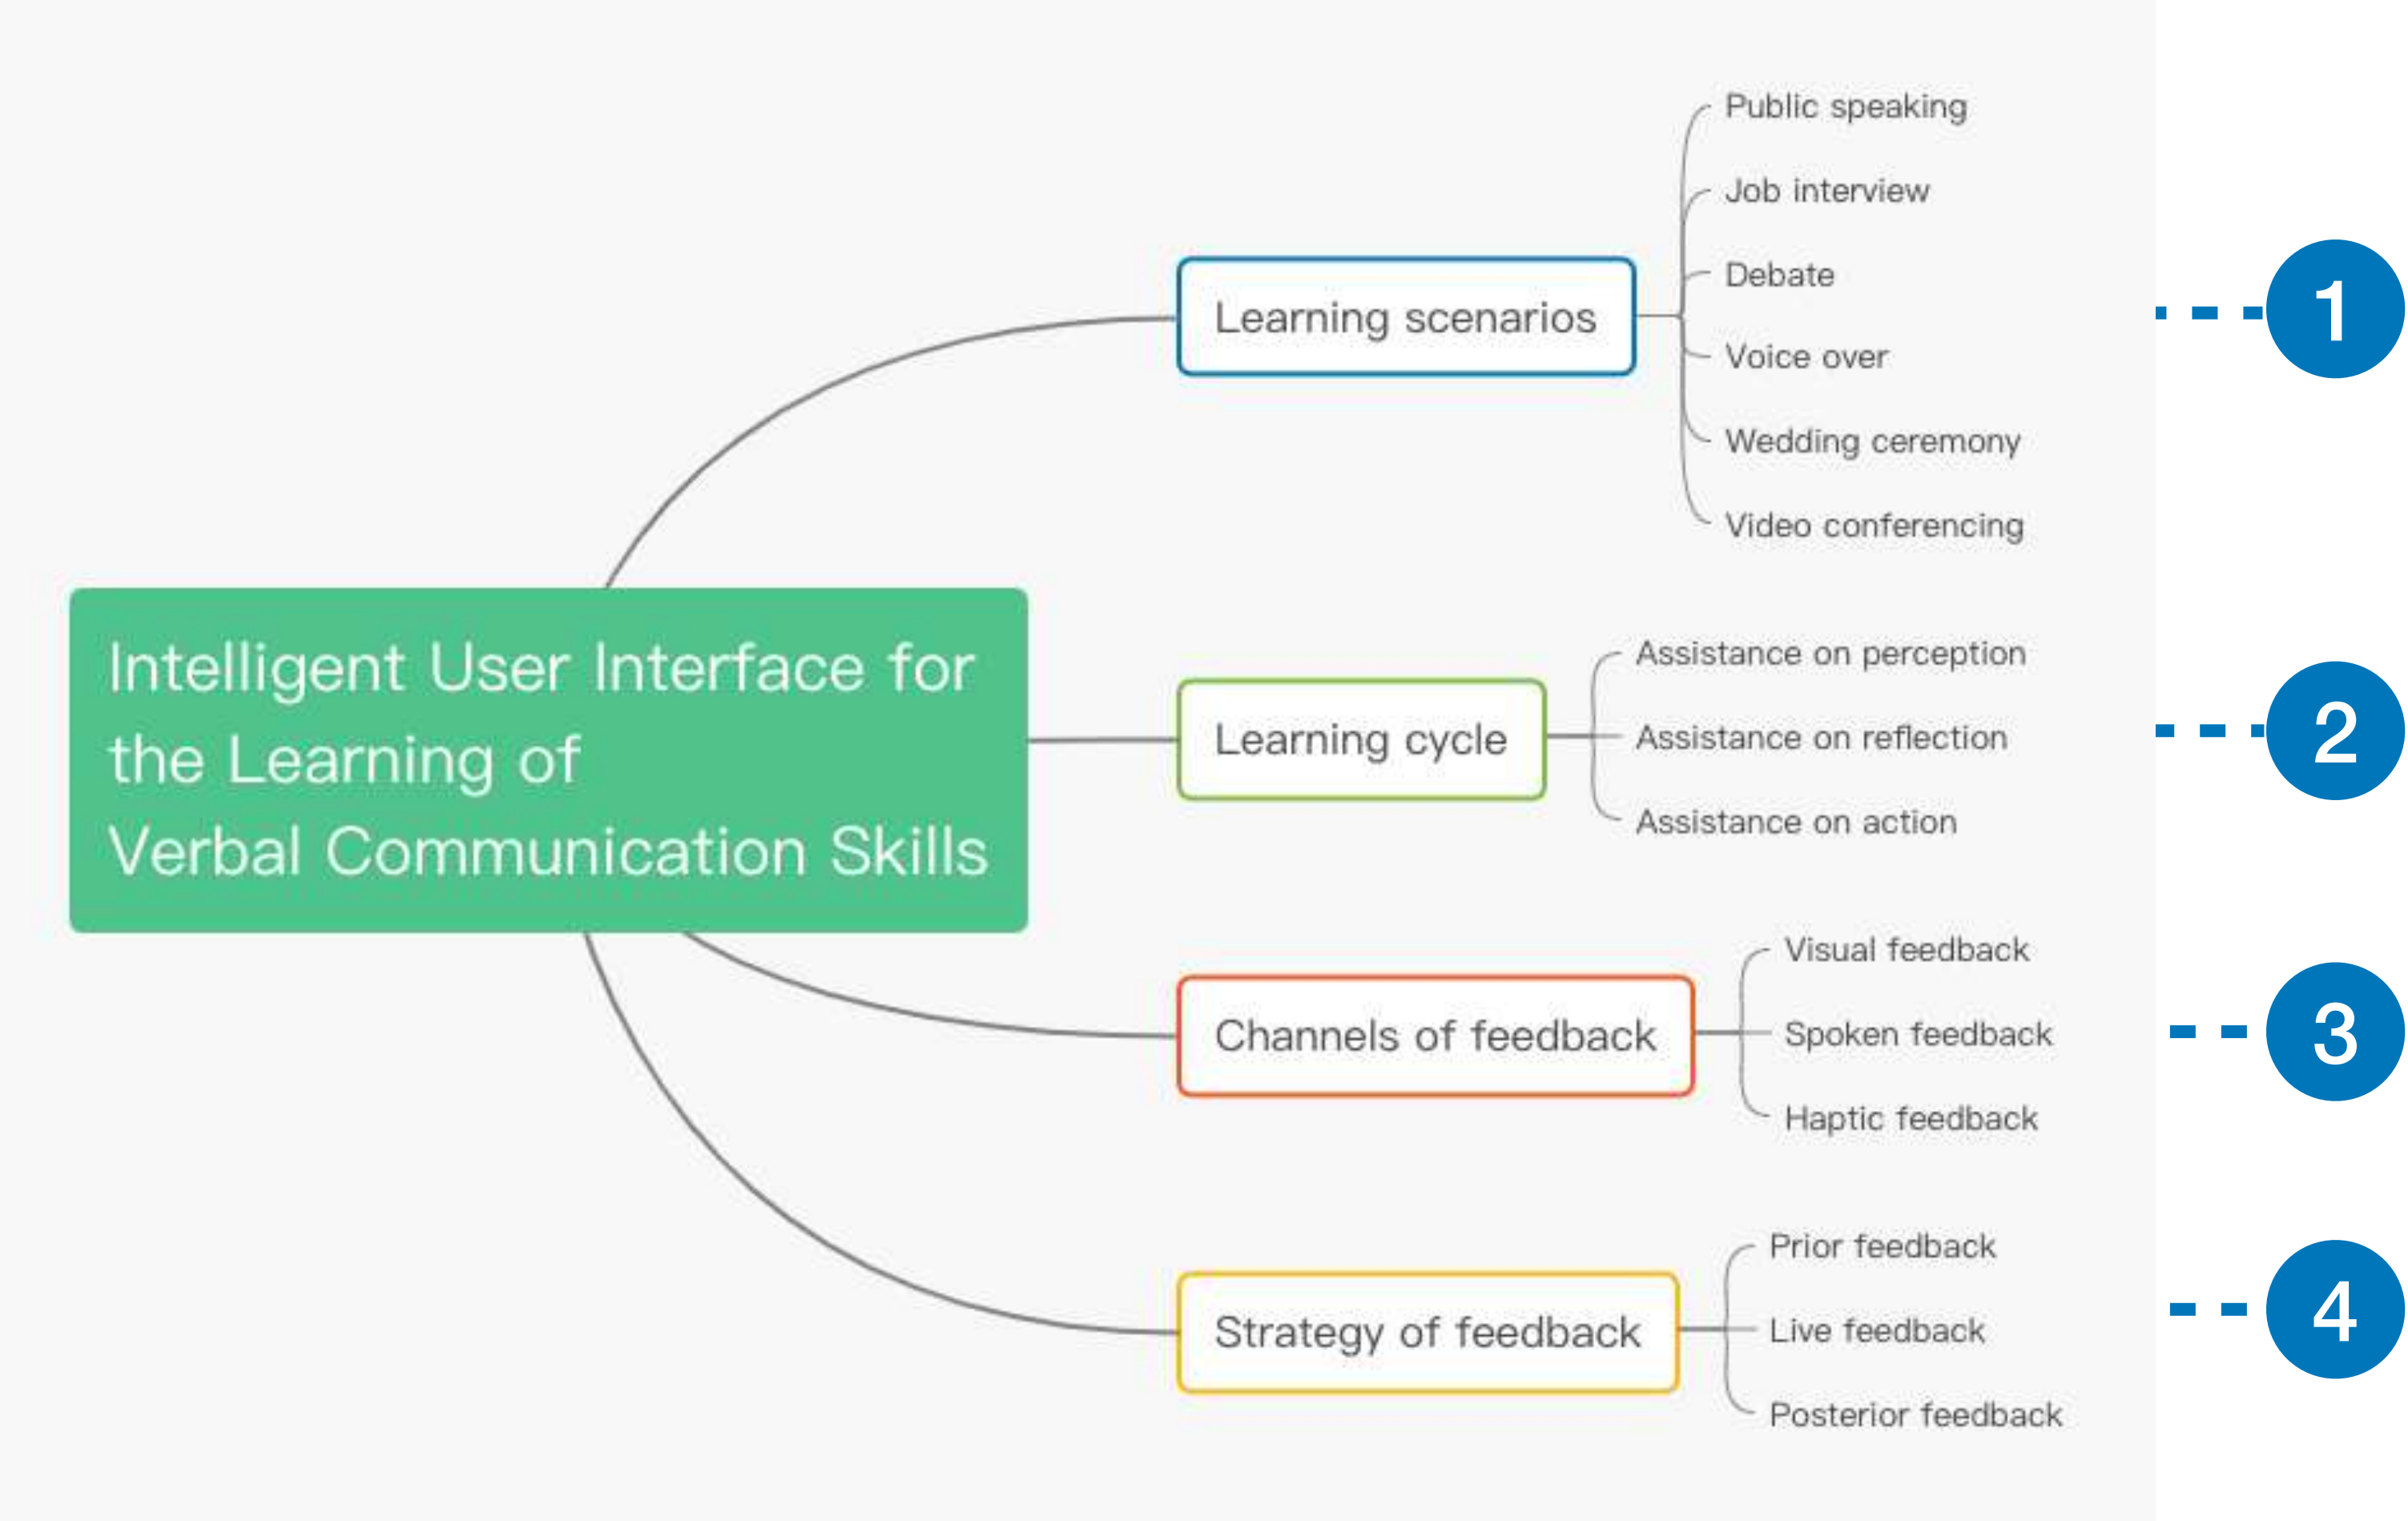 Intelligent User Interface for
the Learning of
Verbal Communication Skills
Learning scenarios
Public speaking
Job interview
Debate
Voice over
Wedding ceremony
Video conferencing
1
Learning cycle
Assistance on perception
Assistance on reflection
Assistance on action
2
Channels of feedback
Visual feedback
Spoken feedback
Haptic feedback
3
Strategy of feedback
Prior feedback
Live feedback
Posterior feedback
4